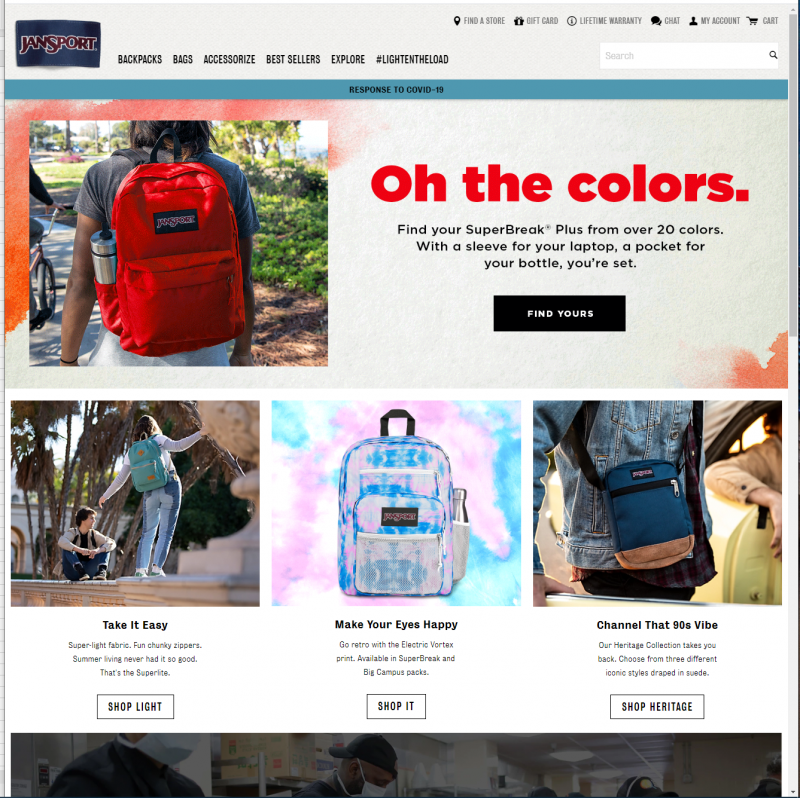 FIND A STORE GIFT CARD LIFETIME WARRANTY CHAT MY ACCOUNT CART
JANSPORT
BACKPACKS BAGS ACCESSORIZE BEST SELLERS EXPLORE #LIGHTENTHELOAD
Search
RESPONSE TO COVID-19
JANSPORT
Oh the colors.
Find your SuperBreak® Plus from over 20 colors.
With a sleeve for your laptop, a pocket for
your bottle, you're set.
FIND YOURS
JANSPORT
JANSPORT
Take It Easy
Super-light fabric. Fun chunky zippers.
Summer living never had it so good.
That's the Superlite.
SHOP LIGHT
Make Your Eyes Happy
Go retro with the Electric Vortex
print. Available in SuperBreak and
Big Campus packs.
SHOP IT
Channel That 90s Vibe
Our Heritage Collection takes you
back. Choose from three different
iconic styles draped in suede.
SHOP HERITAGE